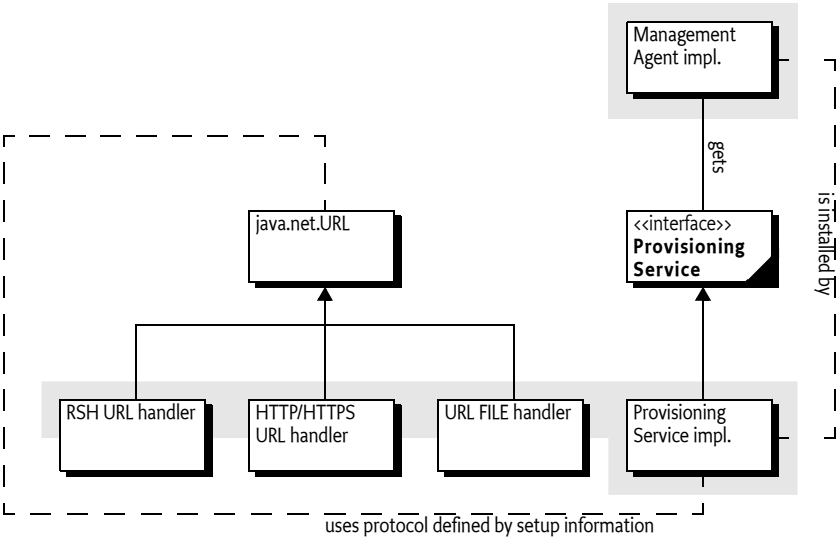 Management
Agent impl.
gets
is installed by
java.net.URL
<<interface>>
Provisioning
Service
RSH URL handler
HTTP/HTTPS
URL handler
URL FILE handler
Provisioning
Service impl.
uses protocol defined by setup information